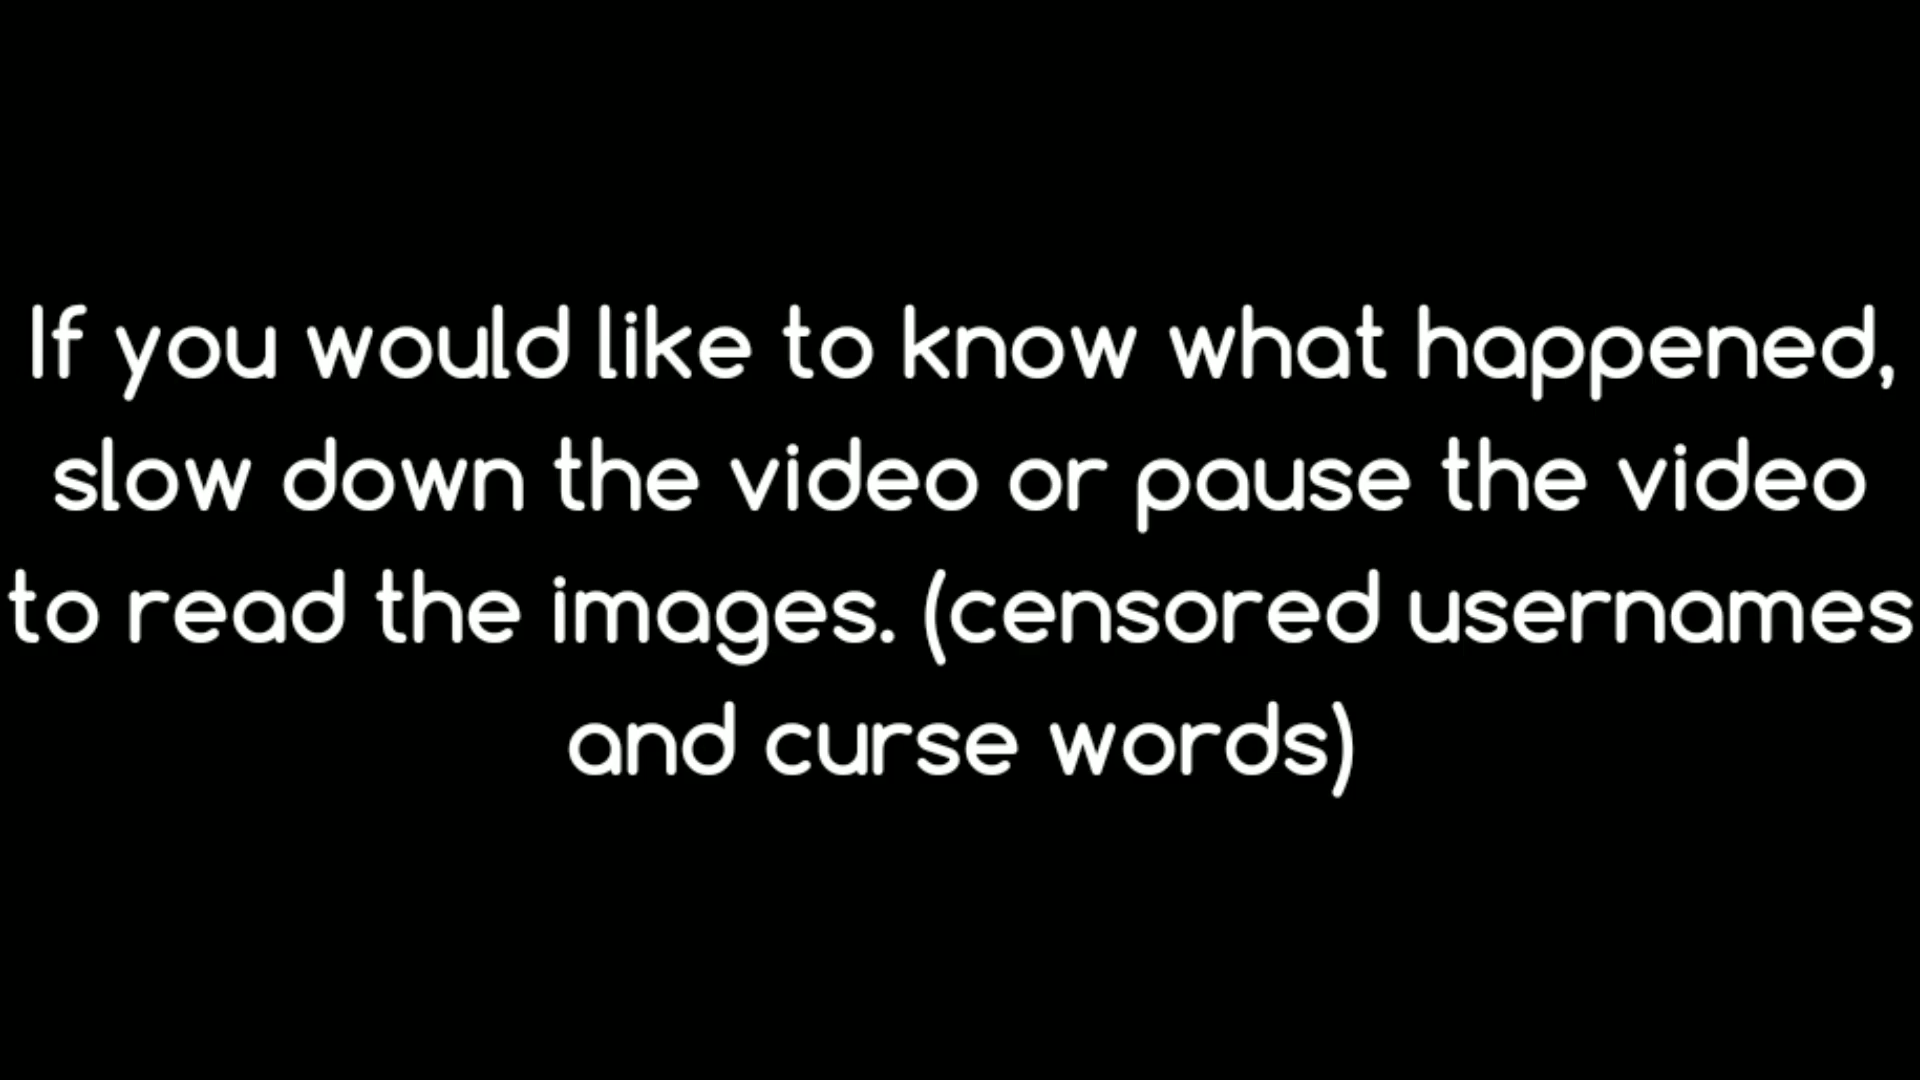 If you would like to know what happened,
slow down the video or pause the video
to read the images. (censored usernames
and curse words)